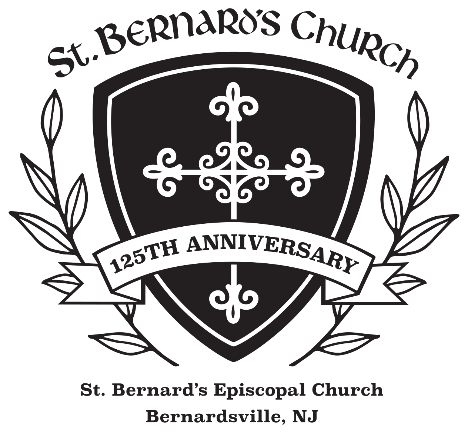 St. Bernard's Church
125TH ANNIVERSARY
St. Bernard's Episcopal Church
Bernardsville, NJ